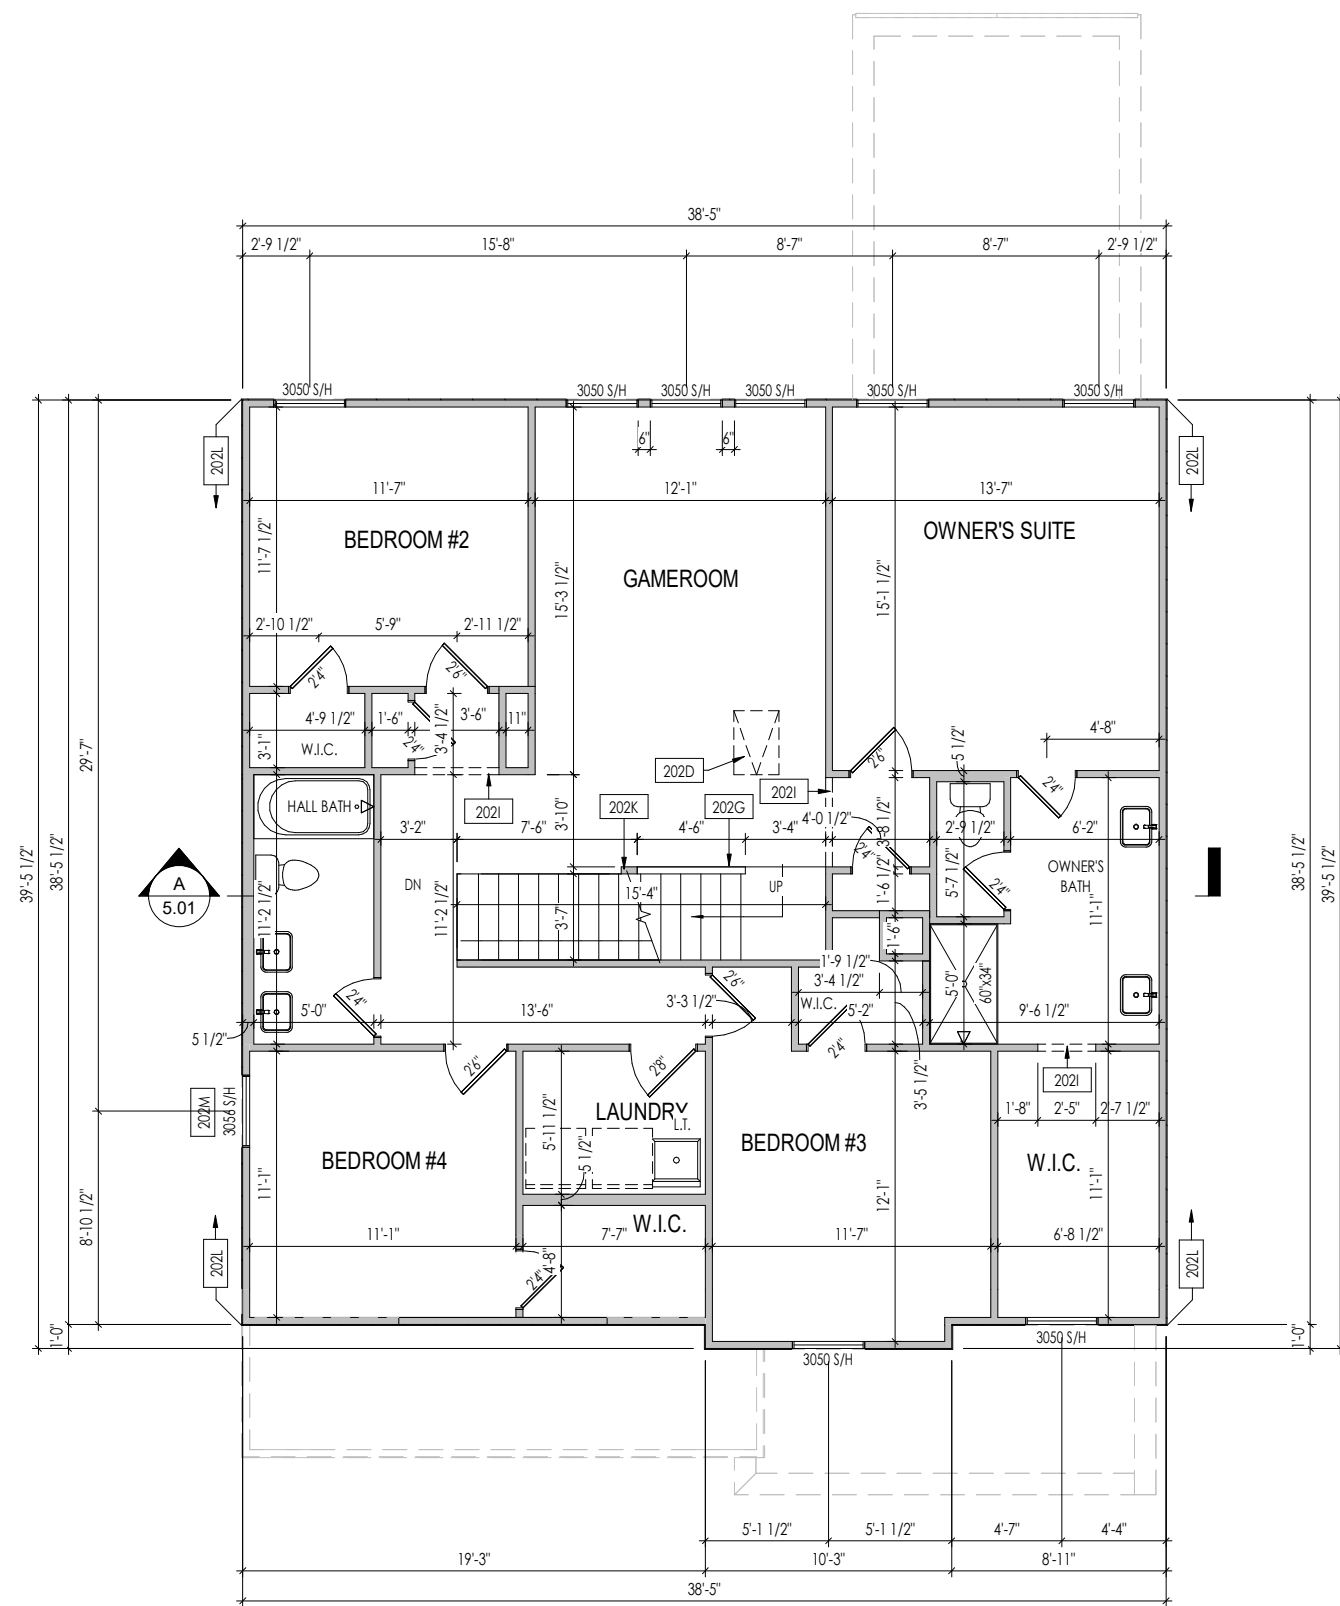 38'-5"
2'-9 1/2" 15'-8" 8'-7" 8'-7" 2'-9 1/2"
3050 S/H 3050 S/H 3050 S/H 3050 S/H 3050 S/H 3050 S/H
202L 6" 6" 202L
11'-7" 12'-1" 13'-7"
BEDROOM #2 OWNER'S SUITE
11'-7 1/2"
GAMEROOM
15'-3 1/2" 15'-1 1/2"
2'-10 1/2" 5'-9" 2'-11 1/2"
2'4" 2'6"
4'-9 1/2" 1'-6" 3'-6" 11" 4'-8"
3'-1" W.I.C. 2'4" 3'-4 1/2"
29'-7"
202D 2'6" 5 1/2" 2'4"
202I 202I
HALL BATH 202K 202G 4'-0 1/2"
3'-2" 7'-6" 3'-10" 4'-6" 3'-4" 3'-8 1/2" 2'-9 1/2" 6'-2"
2'4"
39'-5 1/2" 38'-5 1/2" 38'-5 1/2" 39'-5 1/2"
A
5.01
DN 15'-4" UP OWNER'S
BATH
11'-2 1/2" 11'-2 1/2" 3'-7" 1'-6 1/2" 5'-7 1/2" 2'4" 11'-1"
1'-6"
1'-9 1/2"
2'6" 3'-4 1/2" 5'-0" 60"x34"
2'4" 3'-3 1/2" W.I.C.
5'-0" 13'-6" 5'-2" 9'-6 1/2"
5 1/2" 2'4"
2'6" 2'8" 3'-5 1/2" 202I
202M 3056 S/H
LAUNDRY 1'-8" 2'-5" 2'-7 1/2"
L.T.
5'-11 1/2" 5 1/2"
BEDROOM #4 BEDROOM #3 W.I.C.
11'-1" 12'-1" 11'-1"
8'-10 1/2"
W.I.C.
11'-1" 7'-7" 11'-7" 6'-8 1/2"
202L 4'-8" 2'4" 202L
1'-0" 3050 S/H 1'-0"
3050 S/H
5'-1 1/2" 5'-1 1/2" 4'-7" 4'-4"
19'-3" 10'-3" 8'-11"
38'-5"